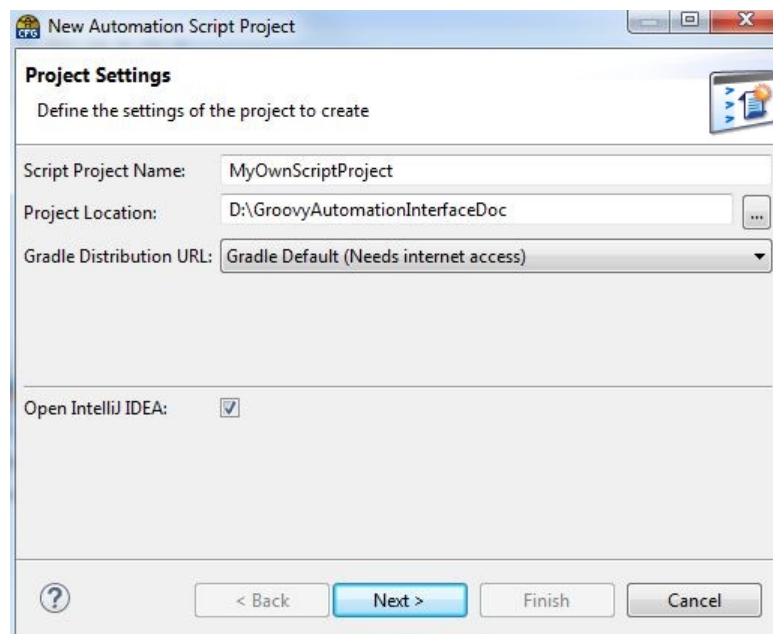 CFG New Automation Script Project
Project Settings
Define the settings of the project to create
Script Project Name: MyOwnScriptProject
Project Location: D:\GroovyAutomationInterfaceDoc ...
Gradle Distribution URL: Gradle Default (Needs internet access)
Open IntelliJ IDEA:
? < Back Next > Finish Cancel